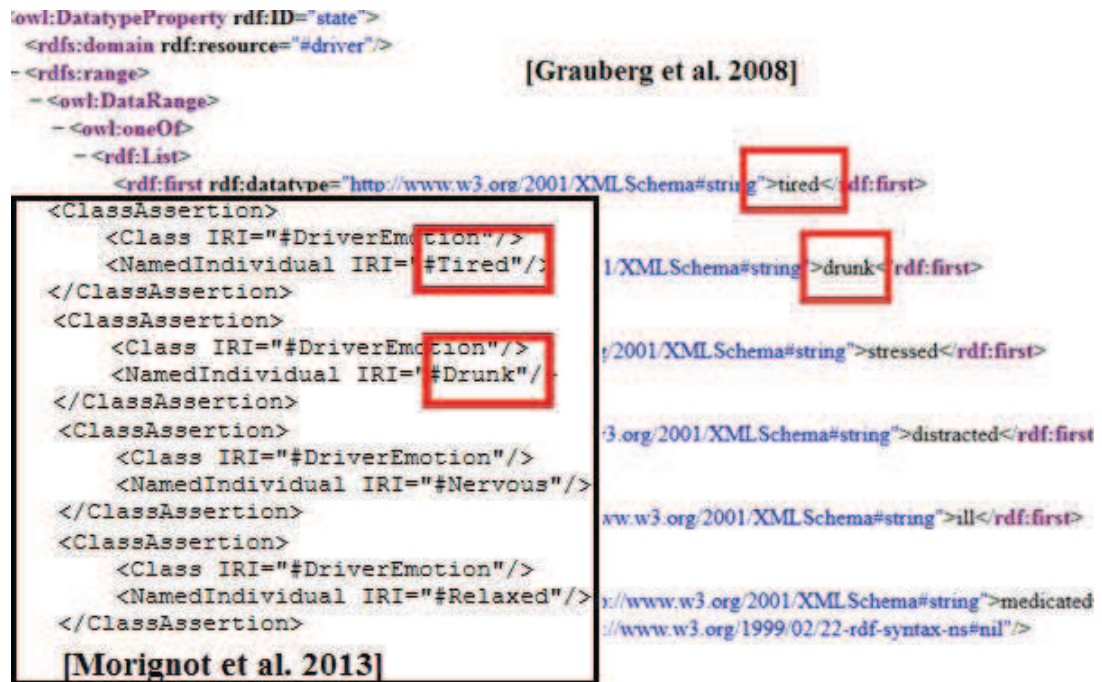 owl:DatatypeProperty rdf:ID="state">
<rdfs:domain rdf:resource="#driver"/>
- <rdfs:range>
[Grauberg et al. 2008]
- <owl:DataRange>
- <owl:oneOf>
- <rdf:List>
<rdf:first rdf:datatype="http://www.w3.org/2001/XMLSchema#string">tired</rdf:first>
<ClassAssertion>
<Class IRI="#DriverEmotion"/>
<NamedIndividual IRI="#Tired"/>
</ClassAssertion>
<ClassAssertion>
<Class IRI="#DriverEmotion"/>
<NamedIndividual IRI="#Drunk"/>
</ClassAssertion>
<ClassAssertion>
<Class IRI="#DriverEmotion"/>
<NamedIndividual IRI="#Nervous"/>
</ClassAssertion>
<ClassAssertion>
<Class IRI="#DriverEmotion"/>
<NamedIndividual IRI="#Relaxed"/>
</ClassAssertion>
[Morignot et al. 2013]
1/XMLSchema#string">drunk</rdf:first>
/2001/XMLSchema#string">stressed</rdf:first>
3.org/2001/XMLSchema#string">distracted</rdf:first
ww.w3.org/2001/XMLSchema#string">ill</rdf:first>
://www.w3.org/2001/XMLSchema#string">medicated
://www.w3.org/1999/02/22-rdf-syntax-ns#nil"/>